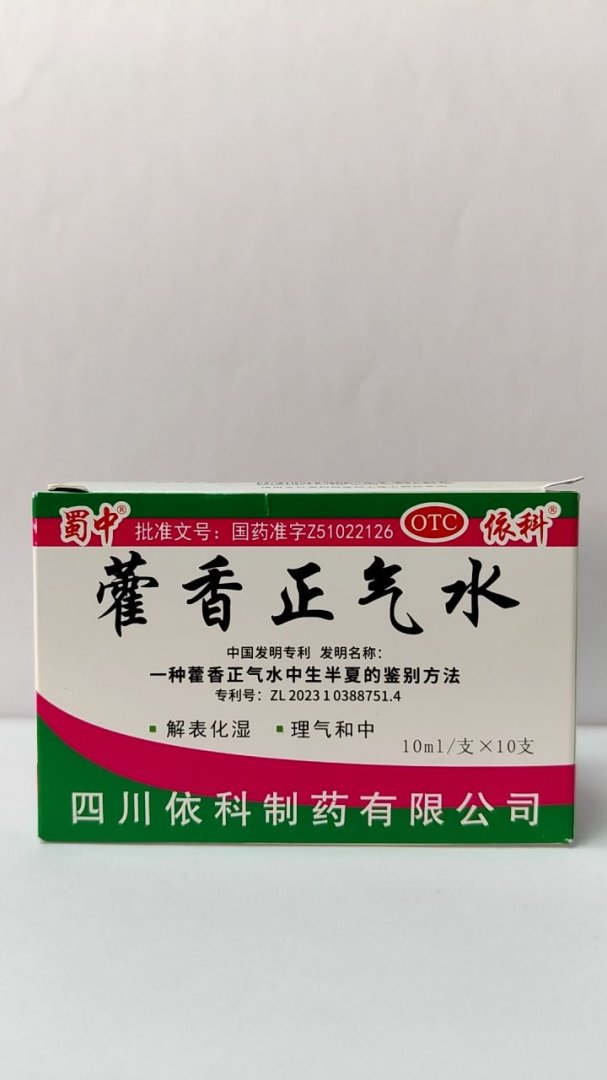 蜀中® 批准文号：国药准字Z51022126 OTC 依科®
藿香正气水
中国发明专利 发明名称：
一种藿香正气水中生半夏的鉴别方法
专利号：ZL 2023 1 0388751.4
▪ 解表化湿 ▪ 理气和中
10ml/支×10支
四川依科制药有限公司